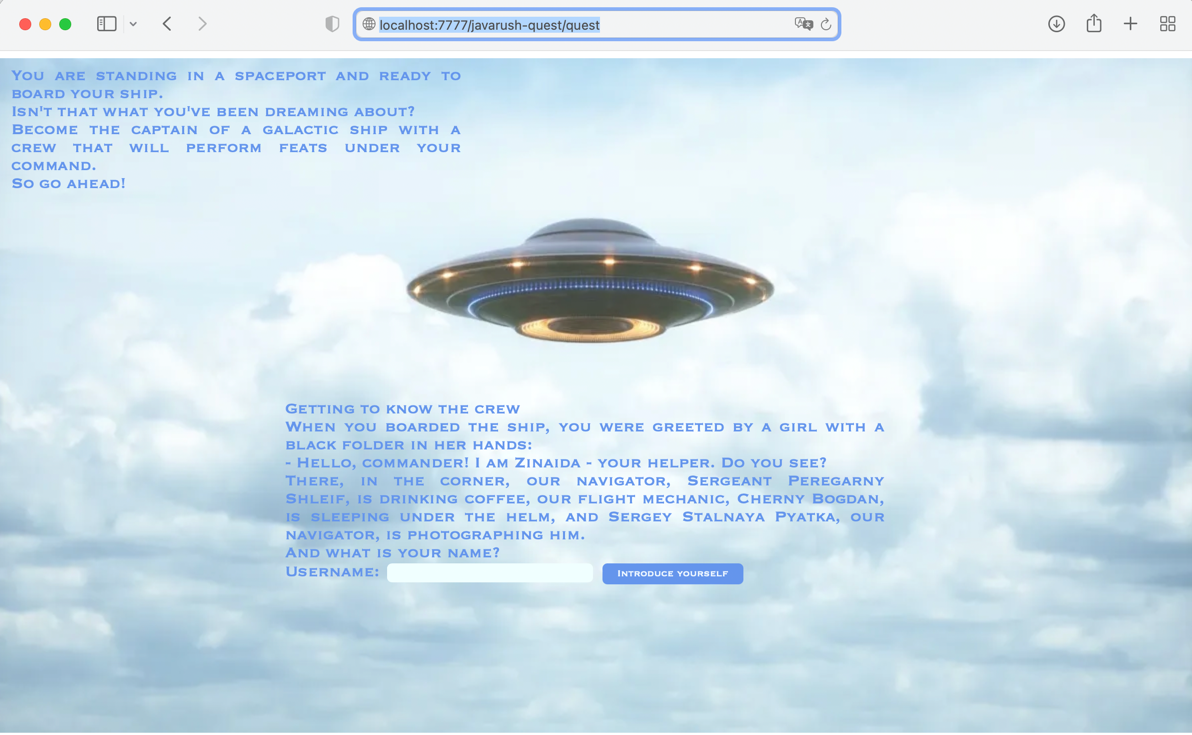 localhost:7777/javarush-quest/quest
You are standing in a spaceport and ready to
board your ship.
Isn't that what you've been dreaming about?
Become the captain of a galactic ship with a
crew that will perform feats under your
command.
So go ahead!
Getting to know the crew
When you boarded the ship, you were greeted by a girl with a
black folder in her hands:
- Hello, commander! I am Zinaida - your helper. Do you see?
There, in the corner, our navigator, Sergeant Peregarny
Shleif, is drinking coffee, our flight mechanic, Cherny Bogdan,
is sleeping under the helm, and Sergey Stalnaya Pyatka, our
navigator, is photographing him.
And what is your name?
Username: Introduce yourself